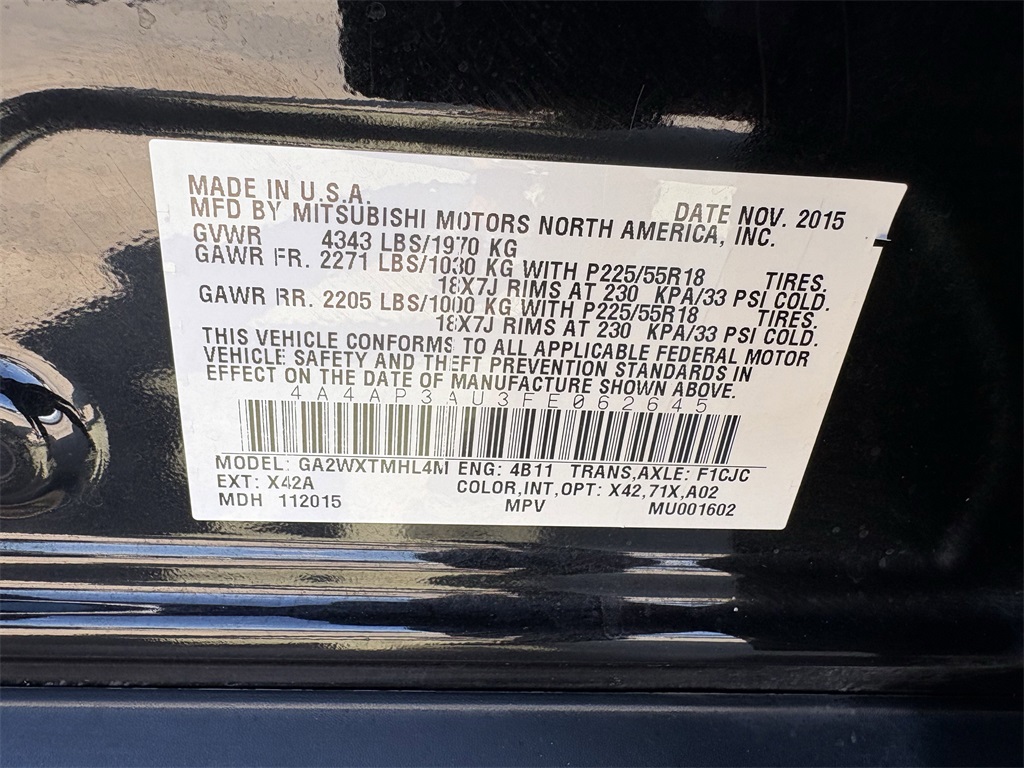 MADE IN U.S.A. DATE NOV. 2015
MFD BY MITSUBISHI MOTORS NORTH AMERICA, INC.
GVWR 4343 LBS/1970 KG
GAWR FR. 2271 LBS/1030 KG WITH P225/55R18 TIRES.
18X7J RIMS AT 230 KPA/33 PSI COLD.
GAWR RR. 2205 LBS/1000 KG WITH P225/55R18 TIRES.
18X7J RIMS AT 230 KPA/33 PSI COLD.
THIS VEHICLE CONFORMS TO ALL APPLICABLE FEDERAL MOTOR
VEHICLE SAFETY AND THEFT PREVENTION STANDARDS IN
EFFECT ON THE DATE OF MANUFACTURE SHOWN ABOVE.
4A4AP3AU3FE062645
MODEL: GA2WXTMHL4M ENG: 4B11 TRANS,AXLE: F1CJC
EXT: X42A COLOR,INT,OPT: X42,71X,A02
MDH 112015 MPV MU001602